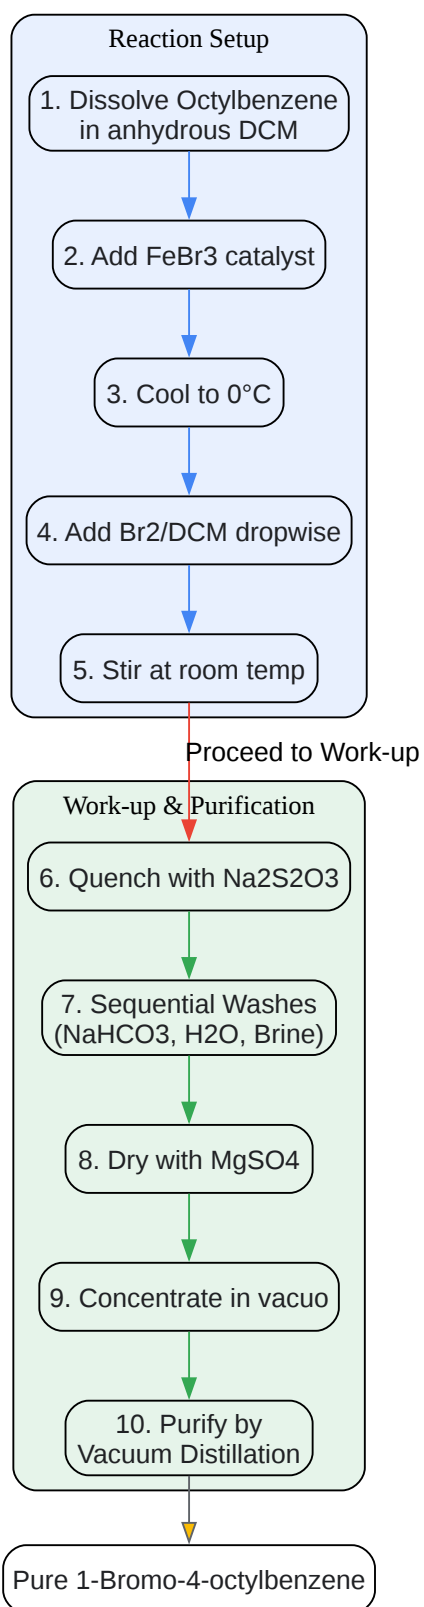 Reaction Setup
1. Dissolve Octylbenzene
in anhydrous DCM
2. Add FeBr3 catalyst
3. Cool to 0°C
4. Add Br2/DCM dropwise
5. Stir at room temp
Proceed to Work-up
Work-up & Purification
6. Quench with Na2S2O3
7. Sequential Washes
(NaHCO3, H2O, Brine)
8. Dry with MgSO4
9. Concentrate in vacuo
10. Purify by
Vacuum Distillation
Pure 1-Bromo-4-octylbenzene